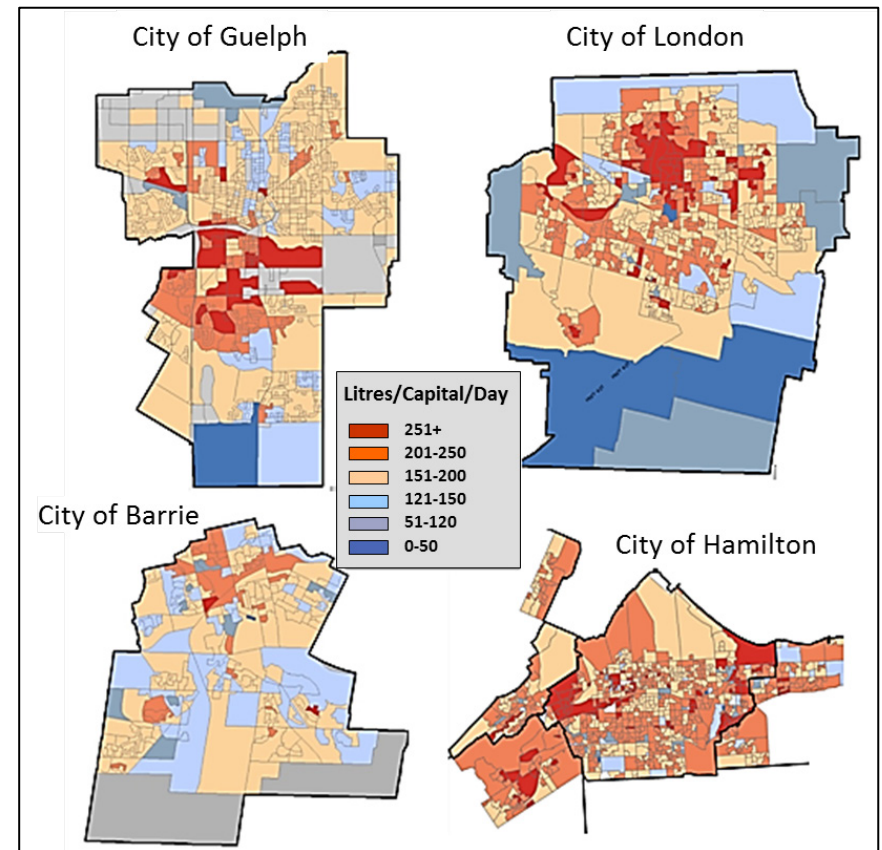 City of Guelph
City of London
Litres/Capital/Day
251+
201-250
151-200
121-150
51-120
0-50
City of Barrie
City of Hamilton